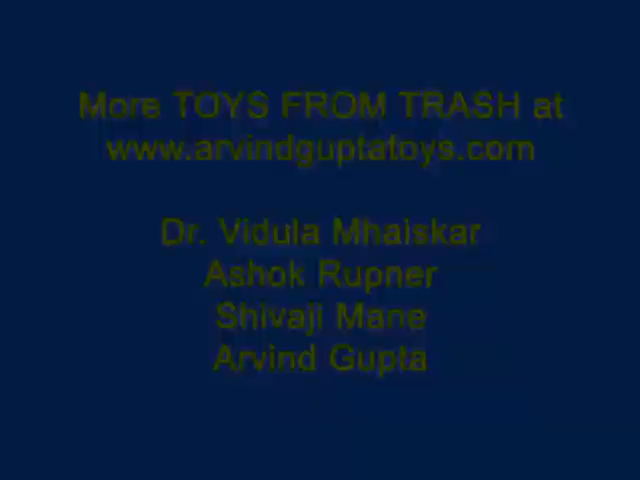 More TOYS FROM TRASH at
www.arvindguptatoys.com
Dr. Vidula Mhaiskar
Ashok Rupner
Shivaji Mane
Arvind Gupta